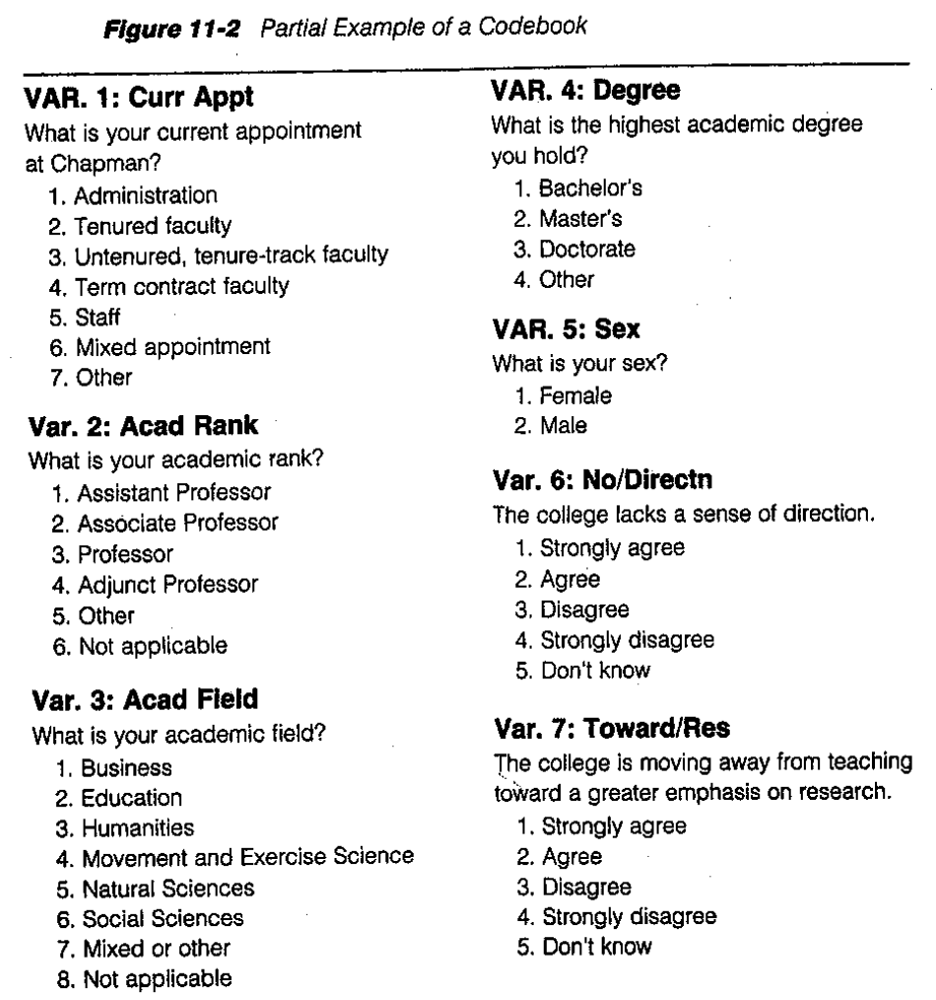 Figure 11-2 Partial Example of a Codebook
VAR. 1: Curr Appt
What is your current appointment
at Chapman?
1. Administration
2. Tenured faculty
3. Untenured, tenure-track faculty
4. Term contract faculty
5. Staff
6. Mixed appointment
7. Other
Var. 2: Acad Rank
What is your academic rank?
1. Assistant Professor
2. Associate Professor
3. Professor
4. Adjunct Professor
5. Other
6. Not applicable
Var. 3: Acad Field
What is your academic field?
1. Business
2. Education
3. Humanities
4. Movement and Exercise Science
5. Natural Sciences
6. Social Sciences
7. Mixed or other
8. Not applicable
VAR. 4: Degree
What is the highest academic degree
you hold?
1. Bachelor's
2. Master's
3. Doctorate
4. Other
VAR. 5: Sex
What is your sex?
1. Female
2. Male
Var. 6: No/Directn
The college lacks a sense of direction.
1. Strongly agree
2. Agree
3. Disagree
4. Strongly disagree
5. Don't know
Var. 7: Toward/Res
The college is moving away from teaching
toward a greater emphasis on research.
1. Strongly agree
2. Agree
3. Disagree
4. Strongly disagree
5. Don't know